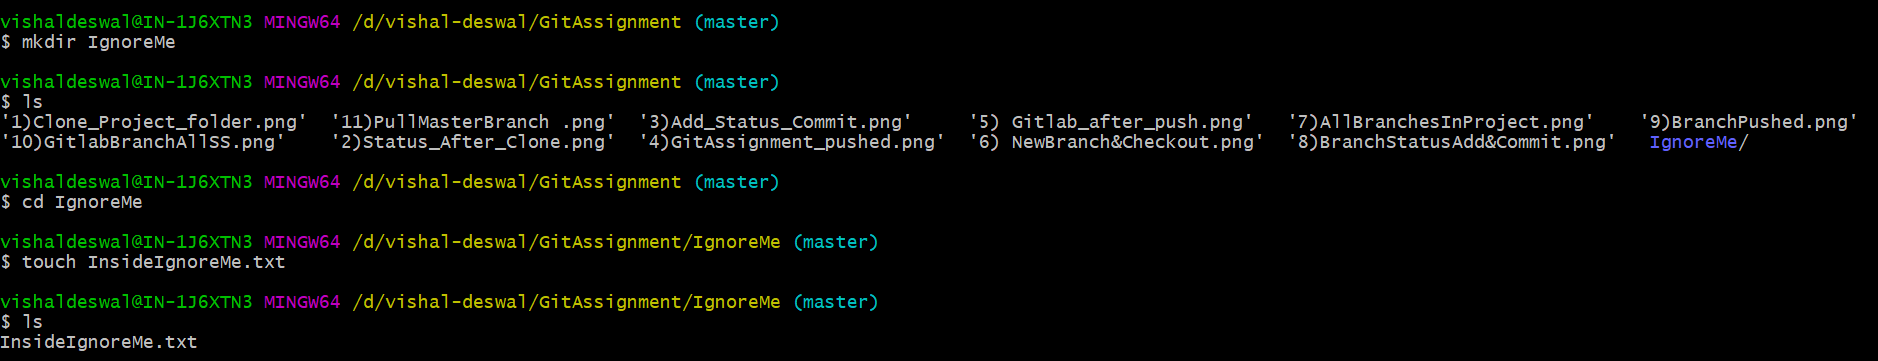 vishaldeswal@IN-1J6XTN3 MINGW64 /d/vishal-deswal/GitAssignment (master)
$ mkdir IgnoreMe
vishaldeswal@IN-1J6XTN3 MINGW64 /d/vishal-deswal/GitAssignment (master)
$ ls
'1)Clone_Project_folder.png'  '11)PullMasterBranch .png'  '3)Add_Status_Commit.png'     '5) Gitlab_after_push.png'   '7)AllBranchesInProject.png'    '9)BranchPushed.png'
'10)GitlabBranchAllSS.png'    '2)Status_After_Clone.png'  '4)GitAssignment_pushed.png'  '6) NewBranch&Checkout.png'  '8)BranchStatusAdd&Commit.png'   IgnoreMe/
vishaldeswal@IN-1J6XTN3 MINGW64 /d/vishal-deswal/GitAssignment (master)
$ cd IgnoreMe
vishaldeswal@IN-1J6XTN3 MINGW64 /d/vishal-deswal/GitAssignment/IgnoreMe (master)
$ touch InsideIgnoreMe.txt
vishaldeswal@IN-1J6XTN3 MINGW64 /d/vishal-deswal/GitAssignment/IgnoreMe (master)
$ ls
InsideIgnoreMe.txt